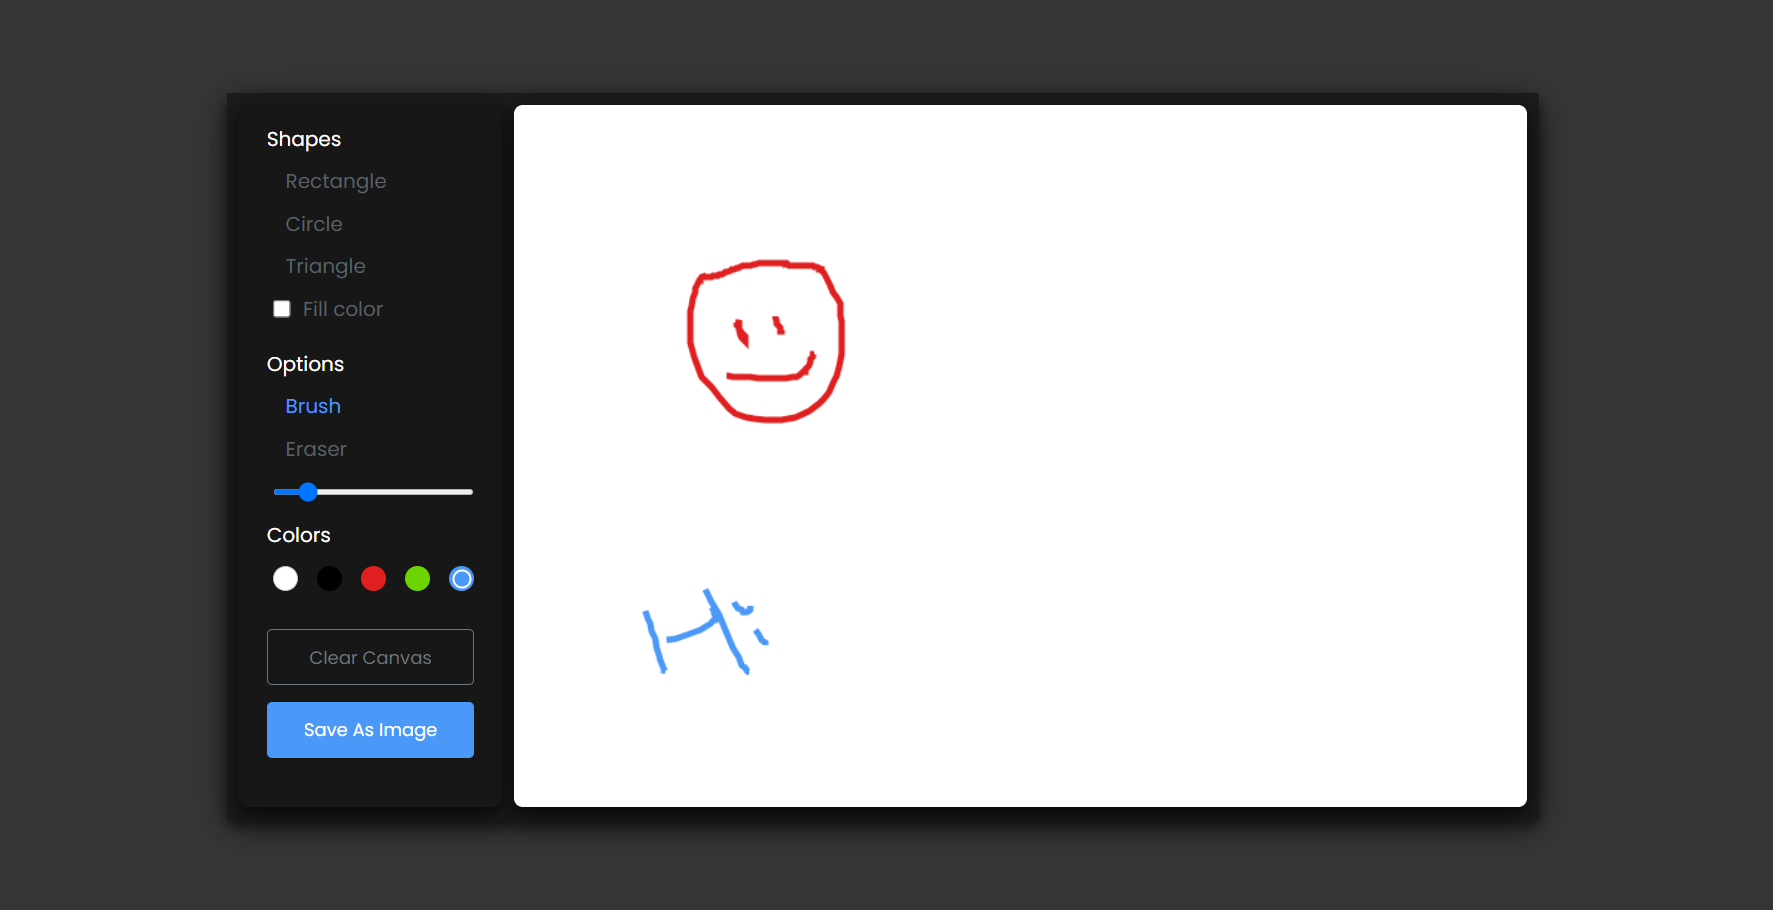 Shapes
Rectangle
Circle
Triangle
Fill color
Options
Brush
Eraser
Colors
Clear Canvas
Save As Image
Hi